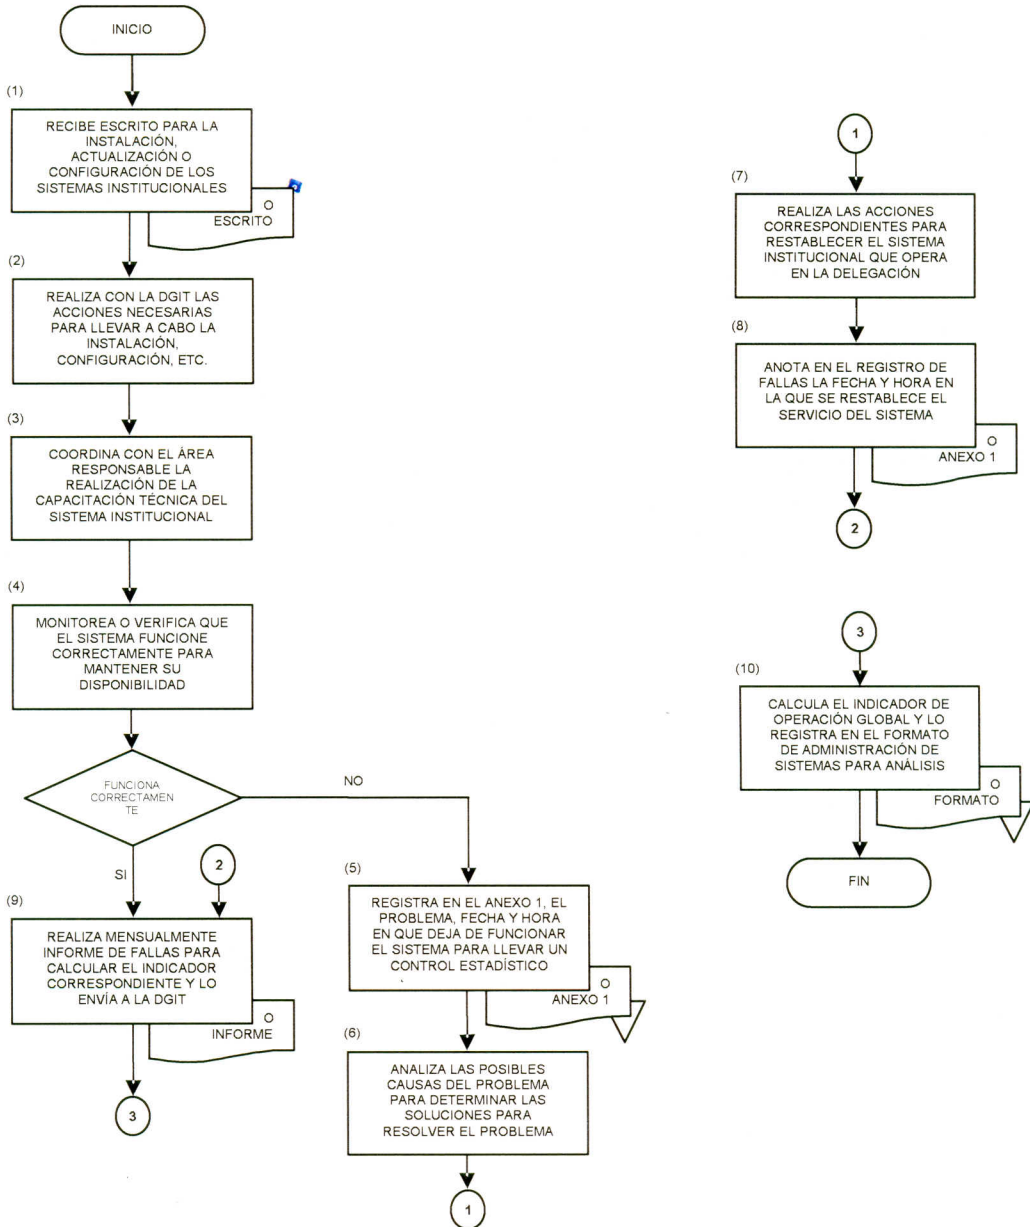 INICIO
(1)
RECIBE ESCRITO PARA LA
INSTALACIÓN,
ACTUALIZACIÓN O
CONFIGURACIÓN DE LOS
SISTEMAS INSTITUCIONALES
O
ESCRITO
(2)
REALIZA CON LA DGIT LAS
ACCIONES NECESARIAS
PARA LLEVAR A CABO LA
INSTALACIÓN,
CONFIGURACIÓN, ETC.
(3)
COORDINA CON EL ÁREA
RESPONSABLE LA
REALIZACIÓN DE LA
CAPACITACIÓN TÉCNICA DEL
SISTEMA INSTITUCIONAL
(4)
MONITOREA O VERIFICA QUE
EL SISTEMA FUNCIONE
CORRECTAMENTE PARA
MANTENER SU
DISPONIBILIDAD
FUNCIONA
CORRECTAMEN
TE
NO
SI
2
(9)
REALIZA MENSUALMENTE
INFORME DE FALLAS PARA
CALCULAR EL INDICADOR
CORRESPONDIENTE Y LO
ENVÍA A LA DGIT
O
INFORME
3
(5)
REGISTRA EN EL ANEXO 1, EL
PROBLEMA, FECHA Y HORA
EN QUE DEJA DE FUNCIONAR
EL SISTEMA PARA LLEVAR UN
CONTROL ESTADÍSTICO
O
ANEXO 1
(6)
ANALIZA LAS POSIBLES
CAUSAS DEL PROBLEMA
PARA DETERMINAR LAS
SOLUCIONES PARA
RESOLVER EL PROBLEMA
1
1
(7)
REALIZA LAS ACCIONES
CORRESPONDIENTES PARA
RESTABLECER EL SISTEMA
INSTITUCIONAL QUE OPERA
EN LA DELEGACIÓN
(8)
ANOTA EN EL REGISTRO DE
FALLAS LA FECHA Y HORA EN
LA QUE SE RESTABLECE EL
SERVICIO DEL SISTEMA
O
ANEXO 1
2
3
(10)
CALCULA EL INDICADOR DE
OPERACIÓN GLOBAL Y LO
REGISTRA EN EL FORMATO
DE ADMINISTRACIÓN DE
SISTEMAS PARA ANÁLISIS
O
FORMATO
FIN